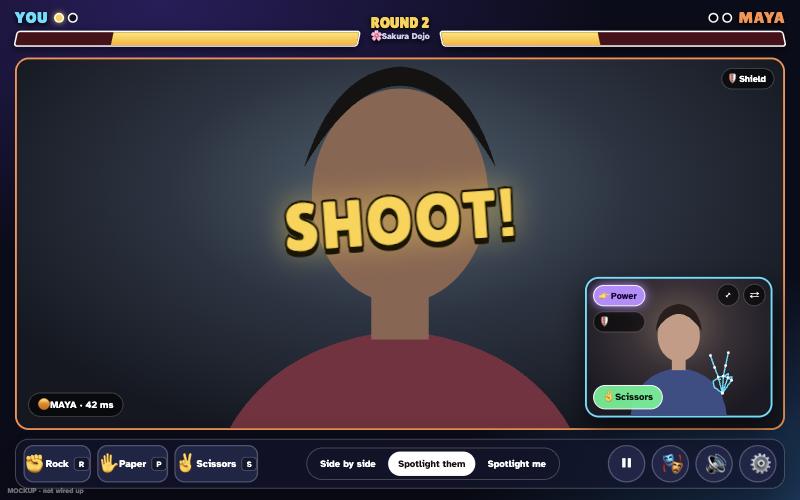 YOU
ROUND 2
Sakura Dojo
MAYA
Shield
SHOOT!
Power
Scissors
MAYA · 42 ms
Rock R
Paper P
Scissors S
Side by side
Spotlight them
Spotlight me
MOCKUP - not wired up